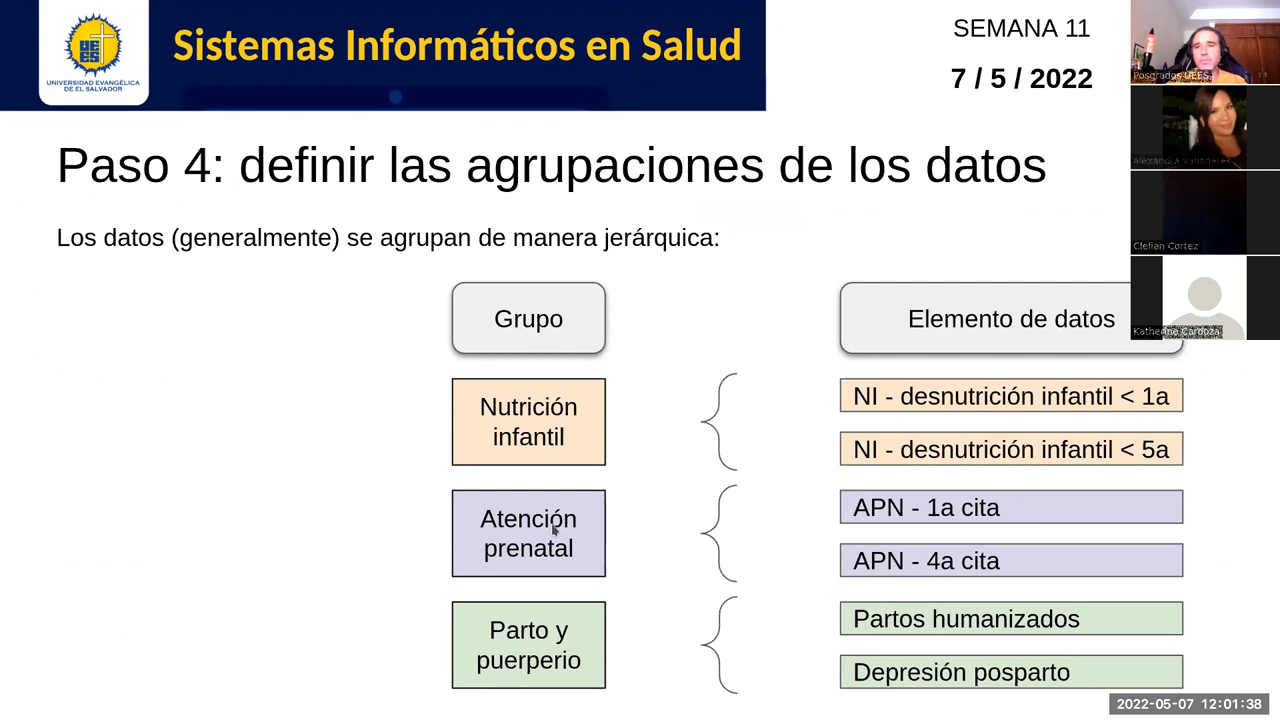 UNIVERSIDAD EVANGÉLICA
DE EL SALVADOR
Sistemas Informáticos en Salud
SEMANA 11
7 / 5 / 2022
Posgrados UEES
Clelian Cortez
Katherine Cardoza
Paso 4: definir las agrupaciones de los datos
Los datos (generalmente) se agrupan de manera jerárquica:
Grupo
Elemento de datos
Nutrición
infantil
NI - desnutrición infantil < 1a
NI - desnutrición infantil < 5a
Atención
prenatal
APN - 1a cita
APN - 4a cita
Parto y
puerperio
Partos humanizados
Depresión posparto
2022-05-07 12:01:38